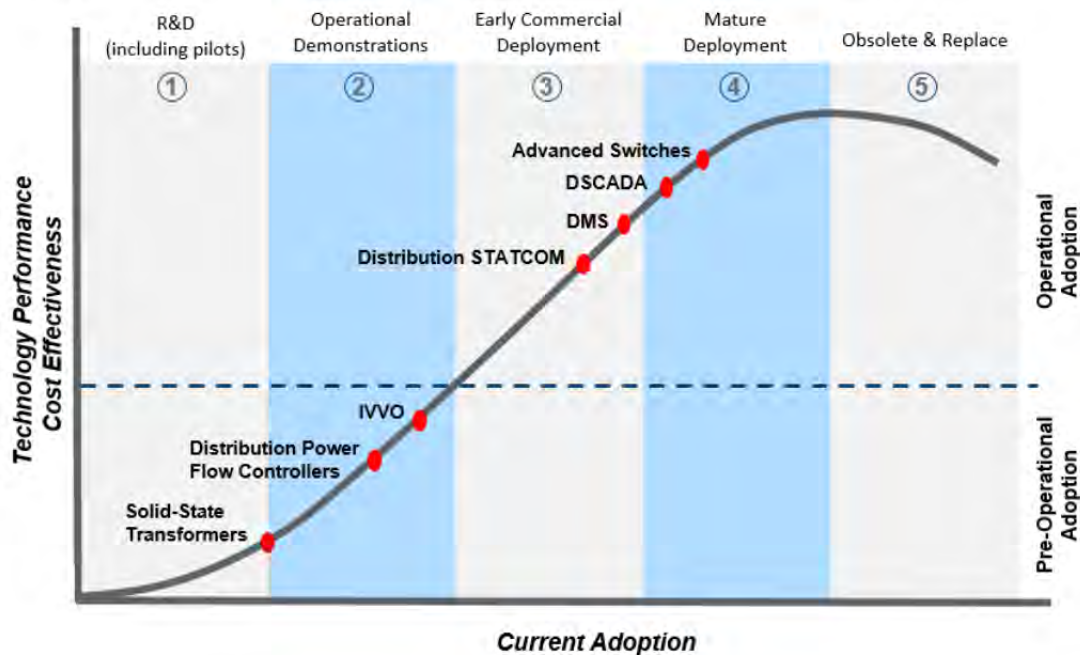 R&D
(including pilots)
Operational
Demonstrations
Early Commercial
Deployment
Mature
Deployment
Obsolete & Replace
1
2
3
4
5
Advanced Switches
DSCADA
DMS
Distribution STATCOM
IVVO
Distribution Power
Flow Controllers
Solid-State
Transformers
Technology Performance
Cost Effectiveness
Operational
Adoption
Pre-Operational
Adoption
Current Adoption